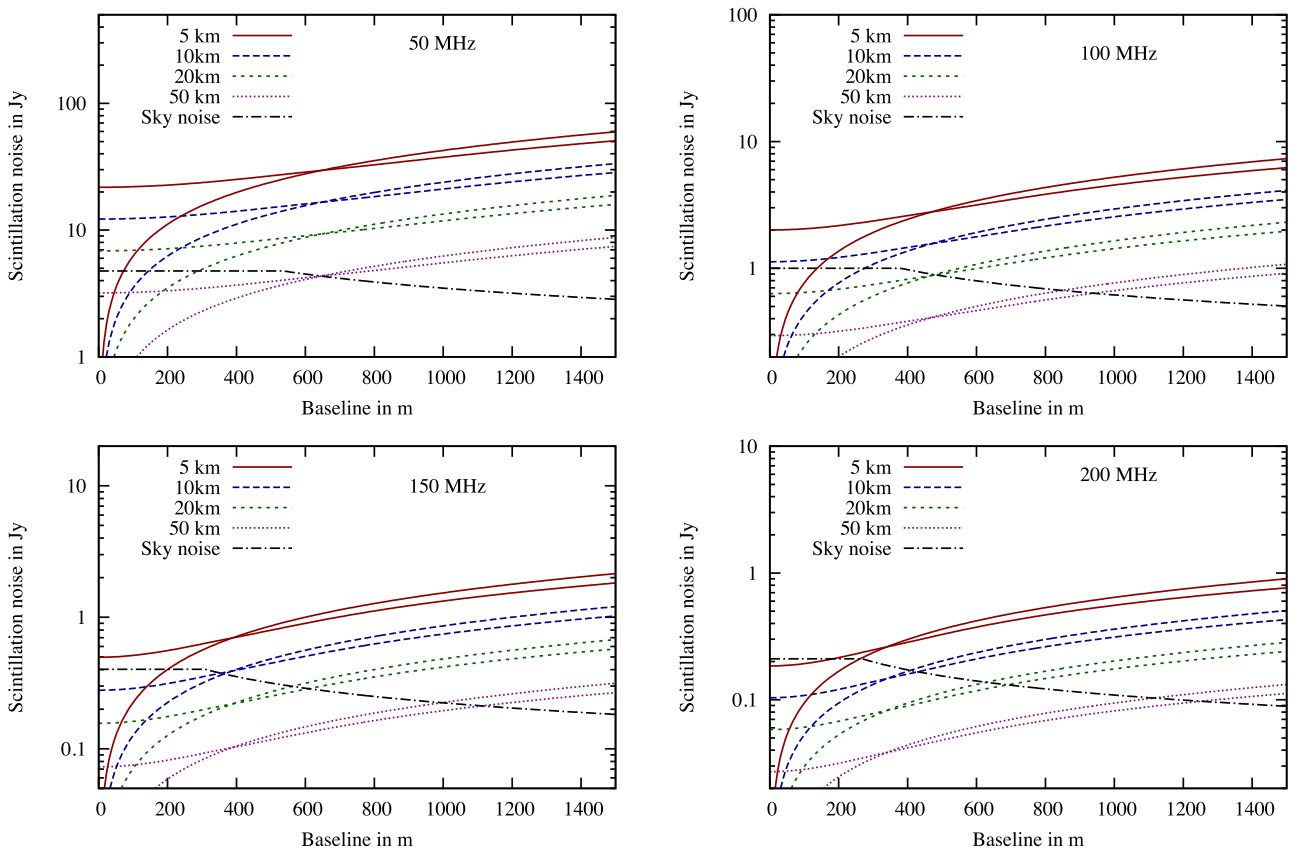 50 MHz
5 km
10km
20km
50 km
Sky noise
Scintillation noise in Jy
100
10
1
0 200 400 600 800 1000 1200 1400
Baseline in m
100 MHz
5 km
10km
20km
50 km
Sky noise
Scintillation noise in Jy
100
10
1
0 200 400 600 800 1000 1200 1400
Baseline in m
150 MHz
5 km
10km
20km
50 km
Sky noise
Scintillation noise in Jy
10
1
0.1
0 200 400 600 800 1000 1200 1400
Baseline in m
200 MHz
5 km
10km
20km
50 km
Sky noise
Scintillation noise in Jy
10
1
0.1
0 200 400 600 800 1000 1200 1400
Baseline in m